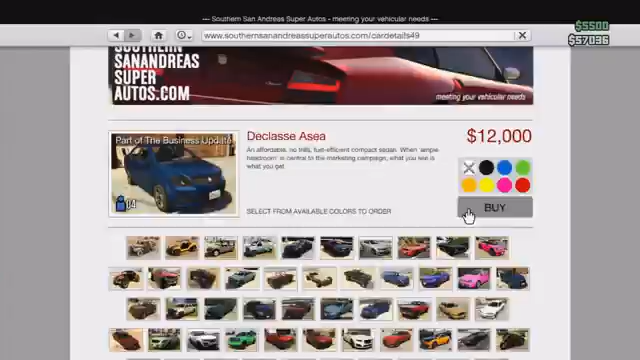 --- Southern San Andreas Super Autos - meeting your vehicular needs ---
$5500
$57036
www.southernsanandreassuperautos.com/cardetails49
SOUTHERN
SANANDREAS
SUPER
AUTOS.COM
meeting your vehicular needs
Part of The Business Update
04
Declasse Asea
$12,000
An affordable, no frills, fuel-efficient compact sedan. When 'ample
headroom' is central to the marketing campaign, what you see is
what you get.
SELECT FROM AVAILABLE COLORS TO ORDER
BUY